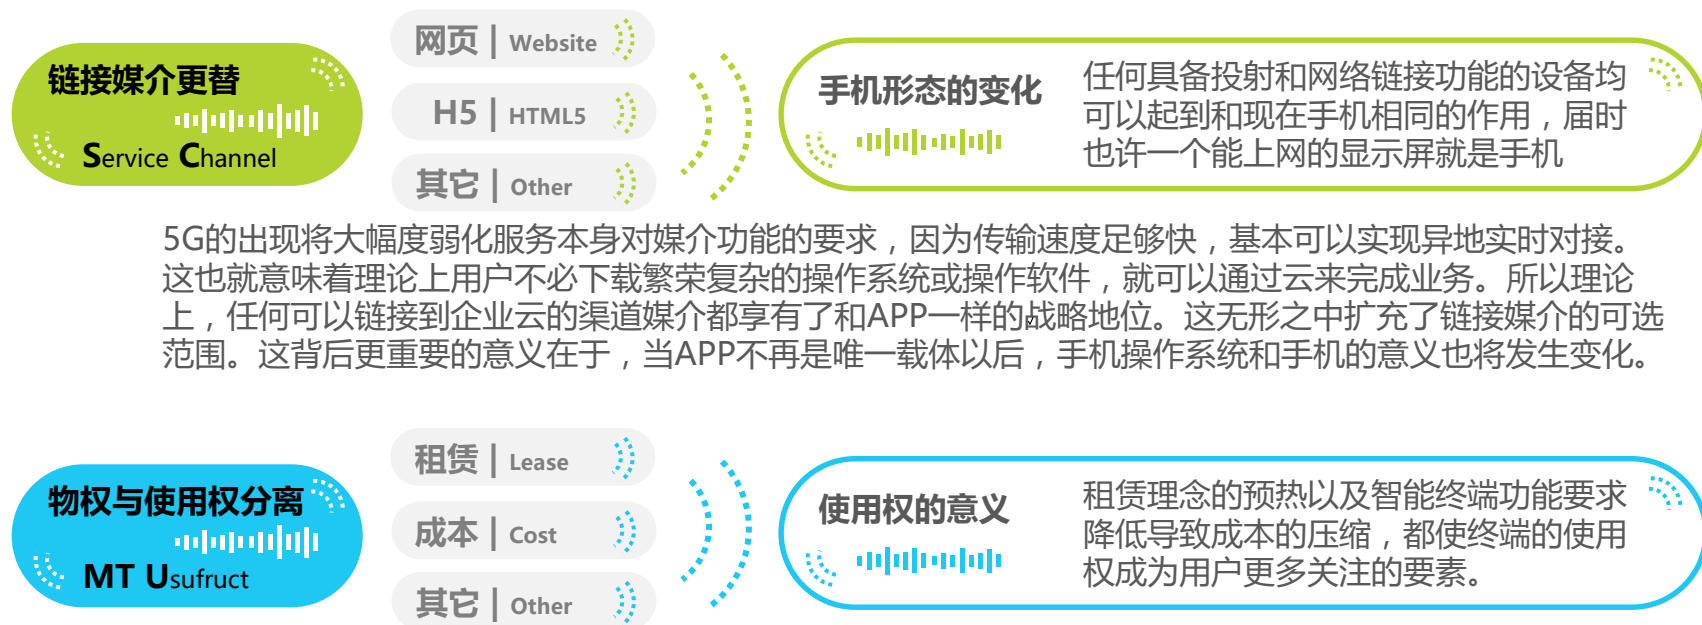 链接媒介更替
Service Channel
网页 | Website
H5 | HTML5
其它 | Other
手机形态的变化
任何具备投射和网络链接功能的设备均
可以起到和现在手机相同的作用，届时
也许一个能上网的显示屏就是手机
5G的出现将大幅度弱化服务本身对媒介功能的要求，因为传输速度足够快，基本可以实现异地实时对接。
这也就意味着理论上用户不必下载繁荣复杂的操作系统或操作软件，就可以通过云来完成业务。所以理论
上，任何可以链接到企业云的渠道媒介都享有了和APP一样的战略地位。这无形之中扩充了链接媒介的可选
范围。这背后更重要的意义在于，当APP不再是唯一载体以后，手机操作系统和手机的意义也将发生变化。
物权与使用权分离
MT Usufruct
租赁 | Lease
成本 | Cost
其它 | Other
使用权的意义
租赁理念的预热以及智能终端功能要求
降低导致成本的压缩，都使终端的使用
权成为用户更多关注的要素。